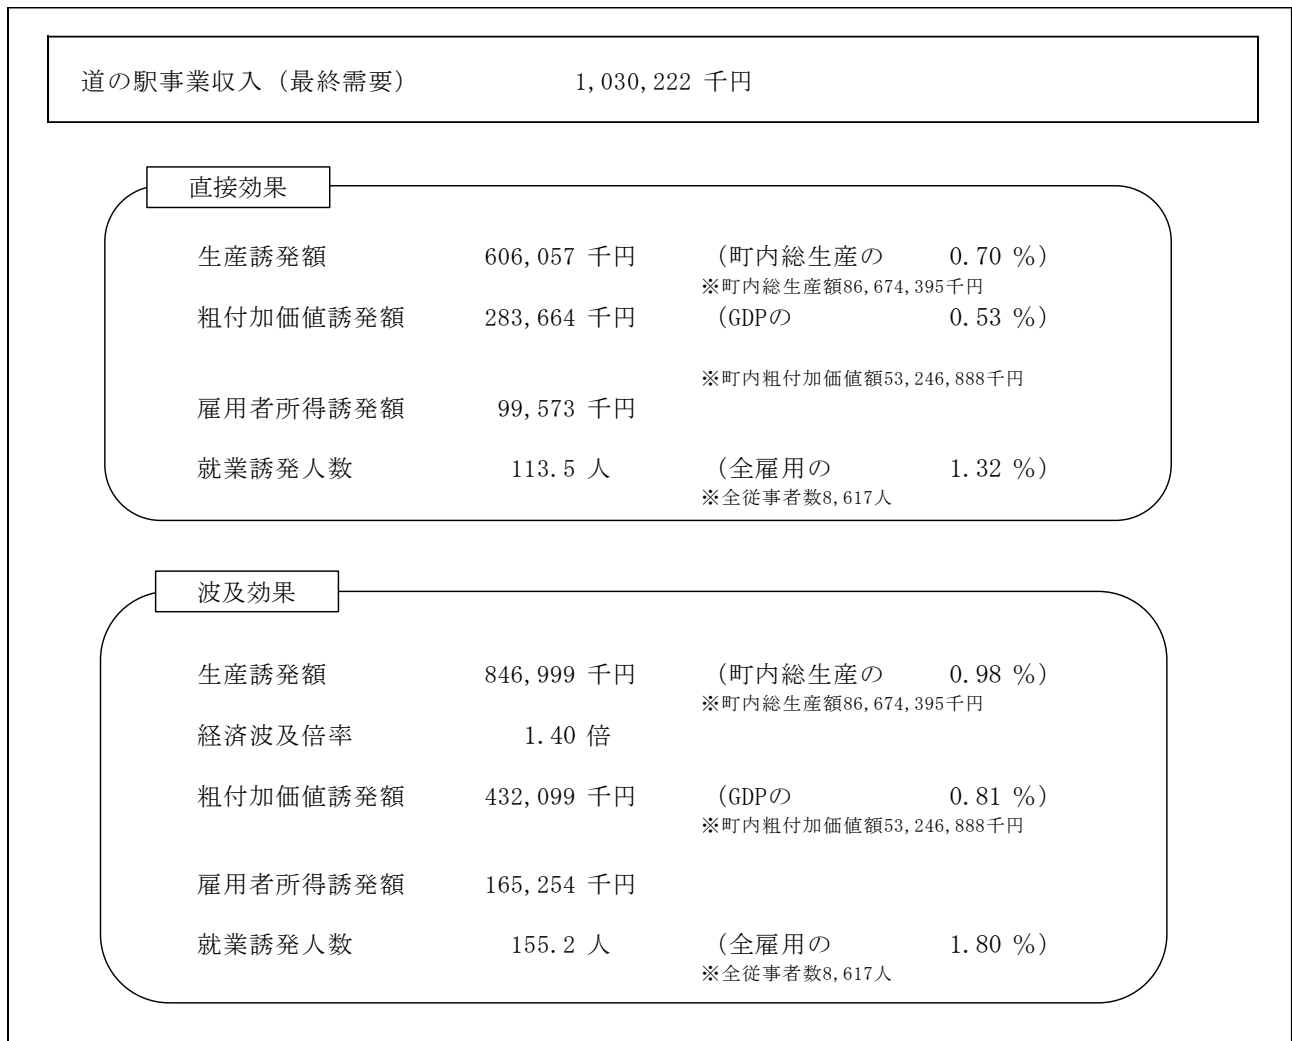 道の駅事業収入（最終需要） 1,030,222 千円
直接効果
生産誘発額 606,057 千円 （町内総生産の 0.70 %）
※町内総生産額86,674,395千円
粗付加価値誘発額 283,664 千円 （GDPの 0.53 %）
※町内粗付加価値額53,246,888千円
雇用者所得誘発額 99,573 千円
就業誘発人数 113.5 人 （全雇用の 1.32 %）
※全従事者数8,617人
波及効果
生産誘発額 846,999 千円 （町内総生産の 0.98 %）
※町内総生産額86,674,395千円
経済波及倍率 1.40 倍
粗付加価値誘発額 432,099 千円 （GDPの 0.81 %）
※町内粗付加価値額53,246,888千円
雇用者所得誘発額 165,254 千円
就業誘発人数 155.2 人 （全雇用の 1.80 %）
※全従事者数8,617人